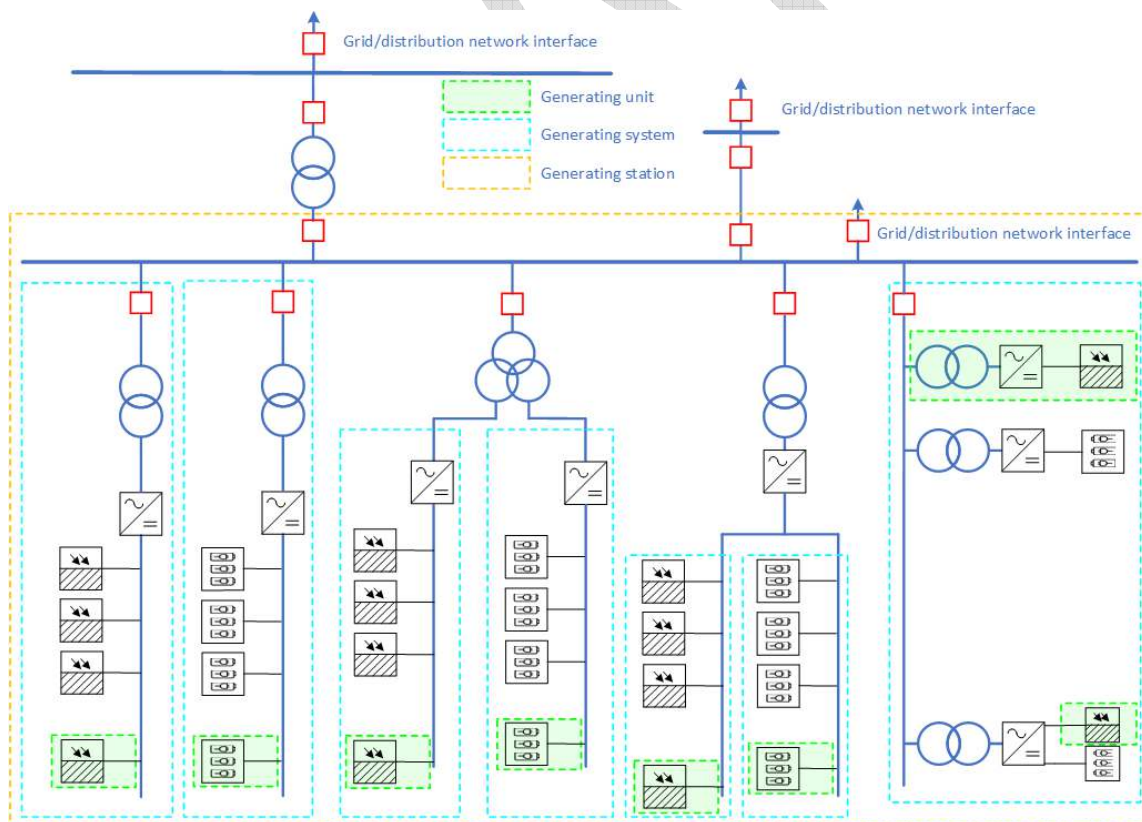 Grid/distribution network interface
Generating unit
Grid/distribution network interface
Generating system
Generating station
Grid/distribution network interface